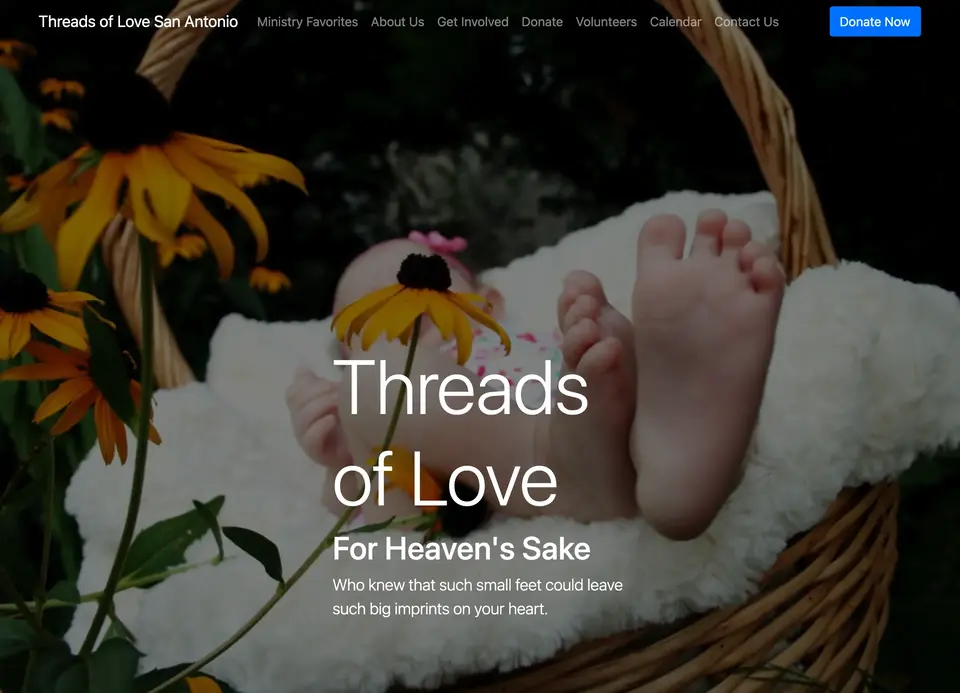 Threads of Love San Antonio Ministry Favorites About Us Get Involved Donate Volunteers Calendar Contact Us Donate Now
Threads
of Love
For Heaven's Sake
Who knew that such small feet could leave
such big imprints on your heart.